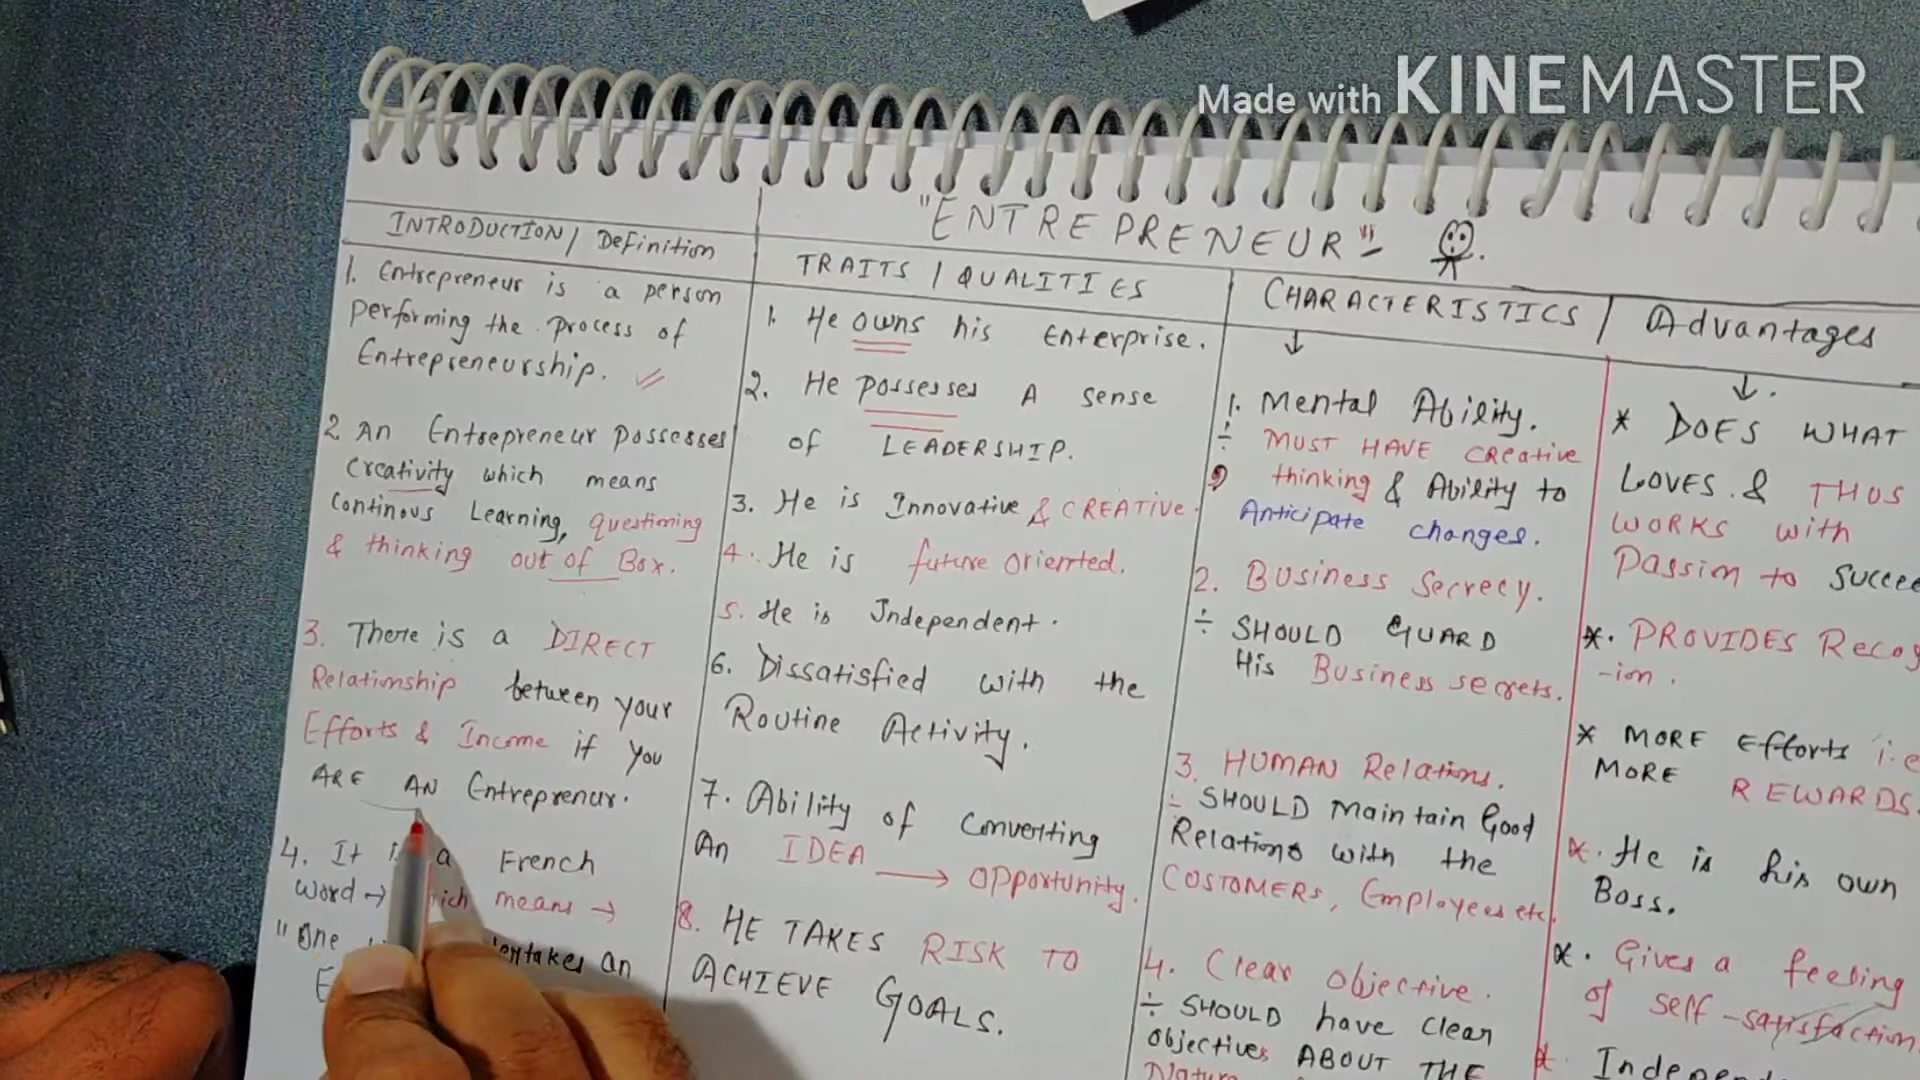 Made with KINEMASTER
"ENTREPRENEUR"
INTRODUCTION / Definition
1. Entrepreneur is a person
performing the process of
Entrepreneurship.
2 An Entrepreneur possesses
creativity which means
continous Learning, questioning
& thinking out of Box.
3. There is a DIRECT
Relationship between your
Efforts & Income if you
ARE AN Entreprenur.
4. It a French
word → means →
"One an
TRAITS / QUALITIES
1. He owns his Enterprise.
2. He possesses A sense
of LEADERSHIP.
3. He is Innovative & CREATIVE.
4. He is future oriented.
5. He is Independent.
6. Dissatisfied with the
Routine Activity.
7. Ability of converting
An IDEA → opportunity.
8. HE TAKES RISK TO
ACHIEVE GOALS.
CHARACTERISTICS
↓
1. Mental Ability.
÷ MUST HAVE creative
thinking & Ability to
Anticipate changes.
2. Business Secrecy.
÷ SHOULD GUARD
His Business secrets.
3. HUMAN Relations.
÷ SHOULD Maintain Good
Relations with the
COSTOMERS, Employees etc.
4. Clear objective.
÷ SHOULD have clear
objectives ABOUT THE
Advantages
↓
* DOES WHAT
LOVES & THUS
WORKS with
Passion to
* PROVIDES
-ion.
* MORE Efforts i.e
MORE REWARDS.
* He is his own
Boss.
* Gives a feeling
of self-satisfaction
*